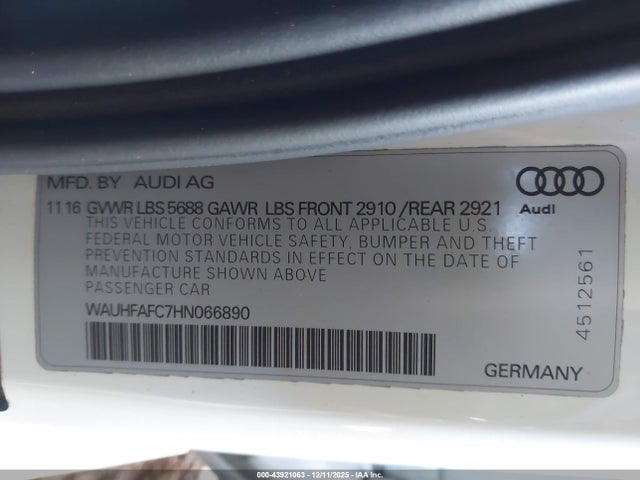 MFD. BY AUDI AG
11 16 GVWR LBS 5688 GAWR LBS FRONT 2910 /REAR 2921
Audi
THIS VEHICLE CONFORMS TO ALL APPLICABLE U.S.
FEDERAL MOTOR VEHICLE SAFETY, BUMPER AND THEFT
PREVENTION STANDARDS IN EFFECT ON THE DATE OF
MANUFACTURE SHOWN ABOVE
PASSENGER CAR
WAUHFAFC7HN066890
4512561
GERMANY
000-43921063 - 12/11/2025 - IAAI.COM